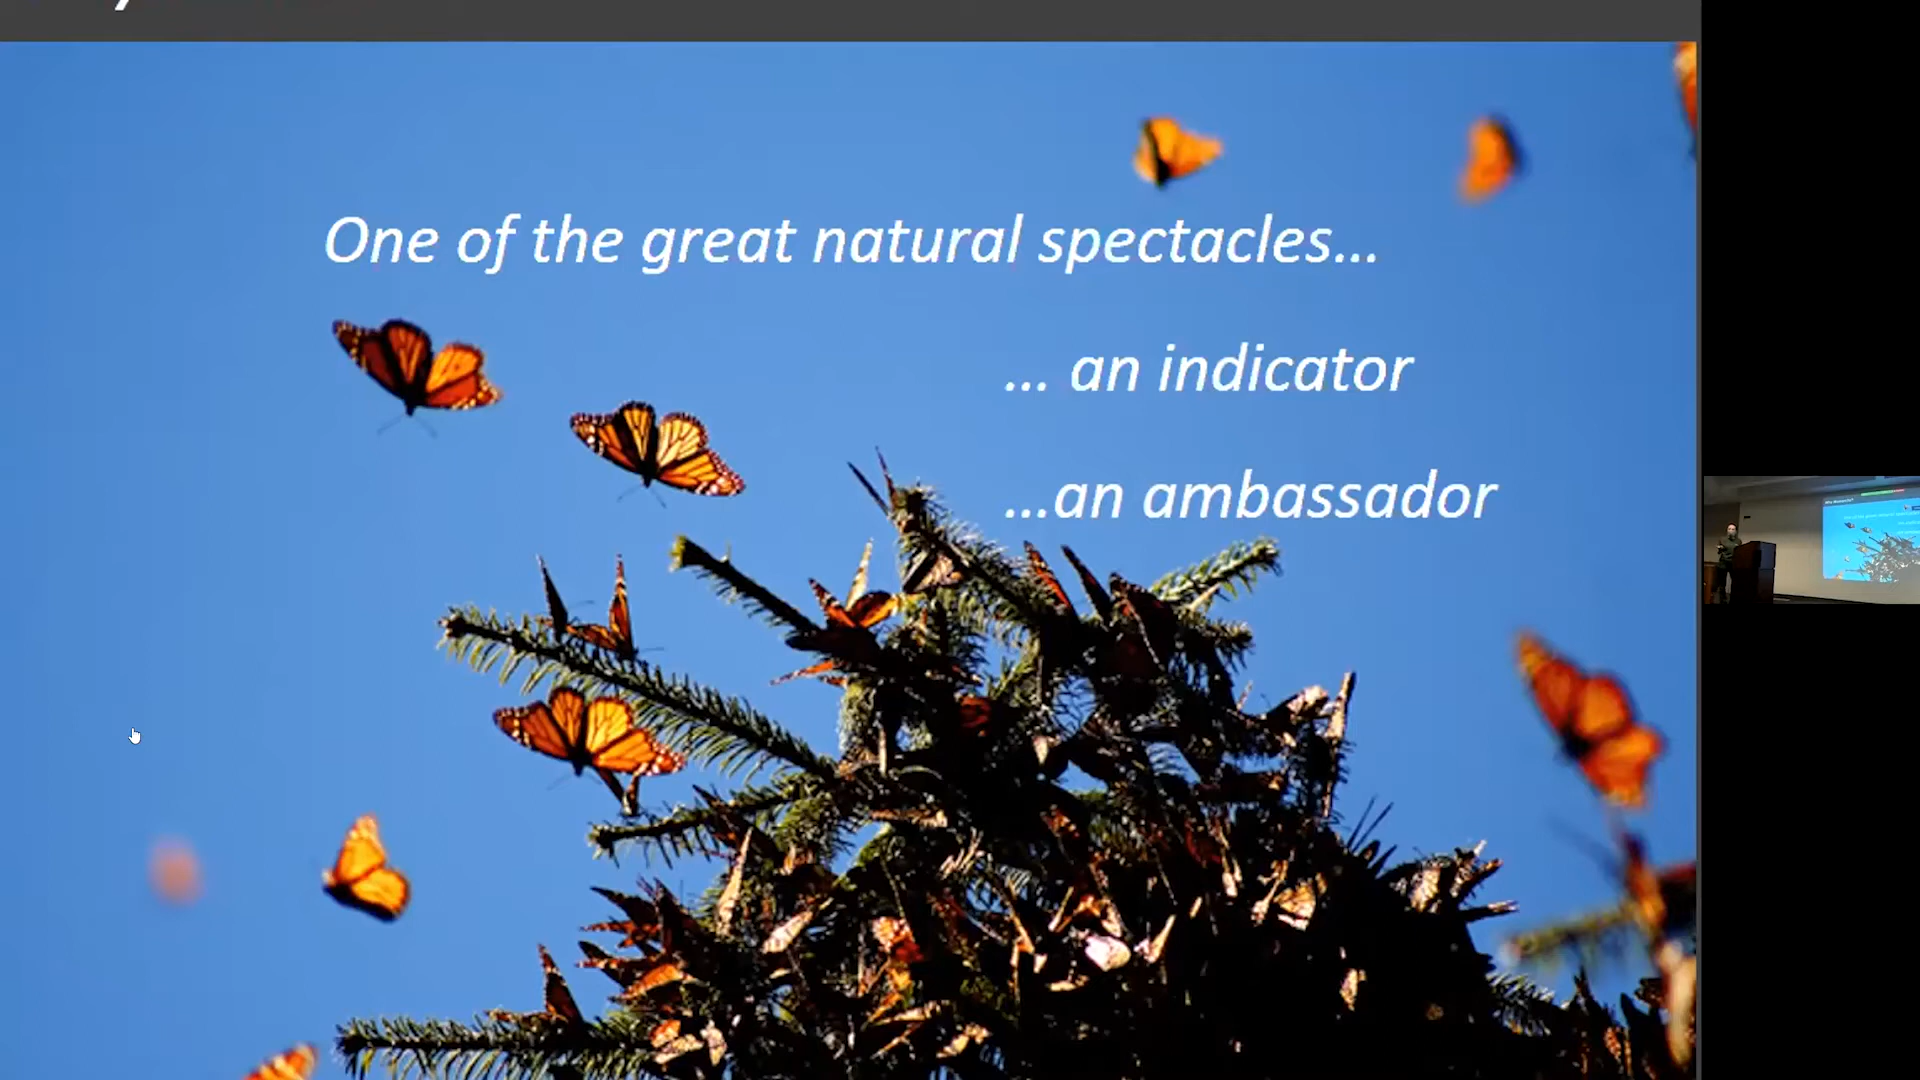 One of the great natural spectacles...
... an indicator
...an ambassador